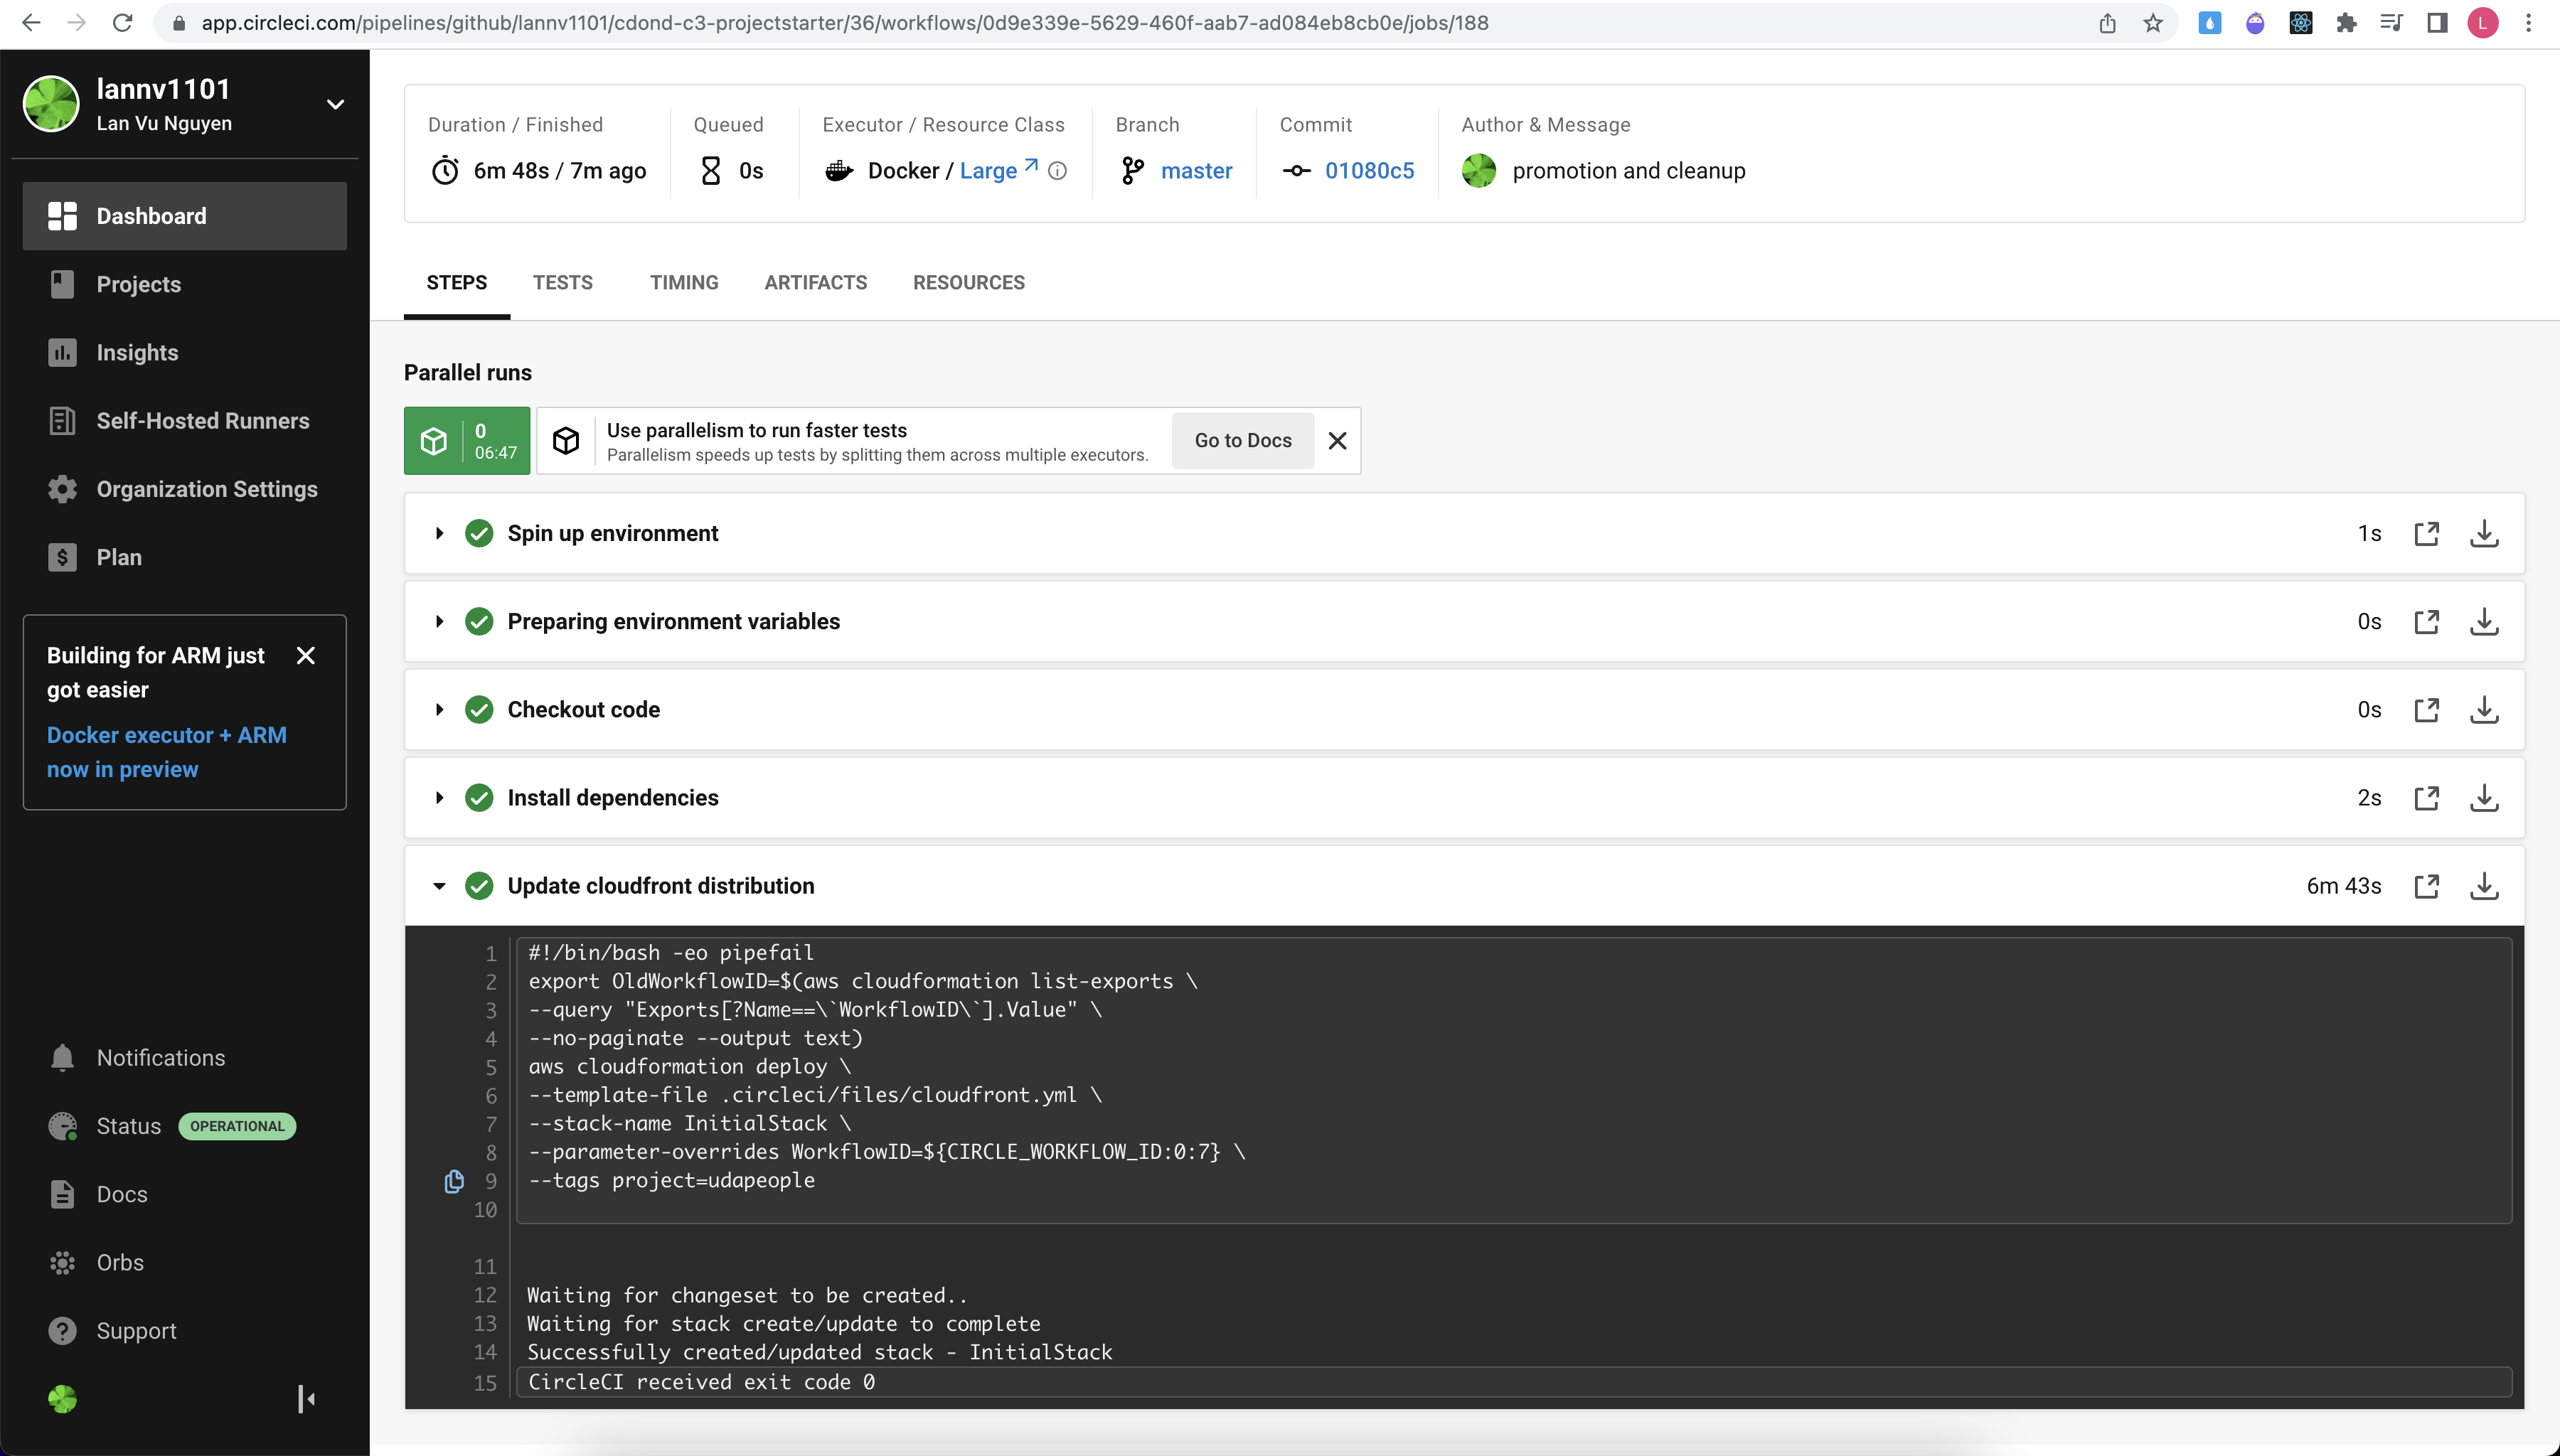 app.circleci.com/pipelines/github/lannv1101/cdond-c3-projectstarter/36/workflows/0d9e339e-5629-460f-aab7-ad084eb8cb0e/jobs/188
L
lannv1101
Lan Vu Nguyen
Dashboard
Projects
Insights
Self-Hosted Runners
Organization Settings
Plan
Building for ARM just
got easier
Docker executor + ARM
now in preview
Notifications
Status OPERATIONAL
Docs
Orbs
Support
Duration / Finished
6m 48s / 7m ago
Queued
0s
Executor / Resource Class
Docker / Large
Branch
master
Commit
01080c5
Author & Message
promotion and cleanup
STEPS TESTS TIMING ARTIFACTS RESOURCES
Parallel runs
0
06:47
Use parallelism to run faster tests
Parallelism speeds up tests by splitting them across multiple executors.
Go to Docs
Spin up environment 1s
Preparing environment variables 0s
Checkout code 0s
Install dependencies 2s
Update cloudfront distribution 6m 43s
1 #!/bin/bash -eo pipefail
2 export OldWorkflowID=$(aws cloudformation list-exports \
3 --query "Exports[?Name==\`WorkflowID\`].Value" \
4 --no-paginate --output text)
5 aws cloudformation deploy \
6 --template-file .circleci/files/cloudfront.yml \
7 --stack-name InitialStack \
8 --parameter-overrides WorkflowID=${CIRCLE_WORKFLOW_ID:0:7} \
9 --tags project=udapeople
10
11
12 Waiting for changeset to be created..
13 Waiting for stack create/update to complete
14 Successfully created/updated stack - InitialStack
15 CircleCI received exit code 0